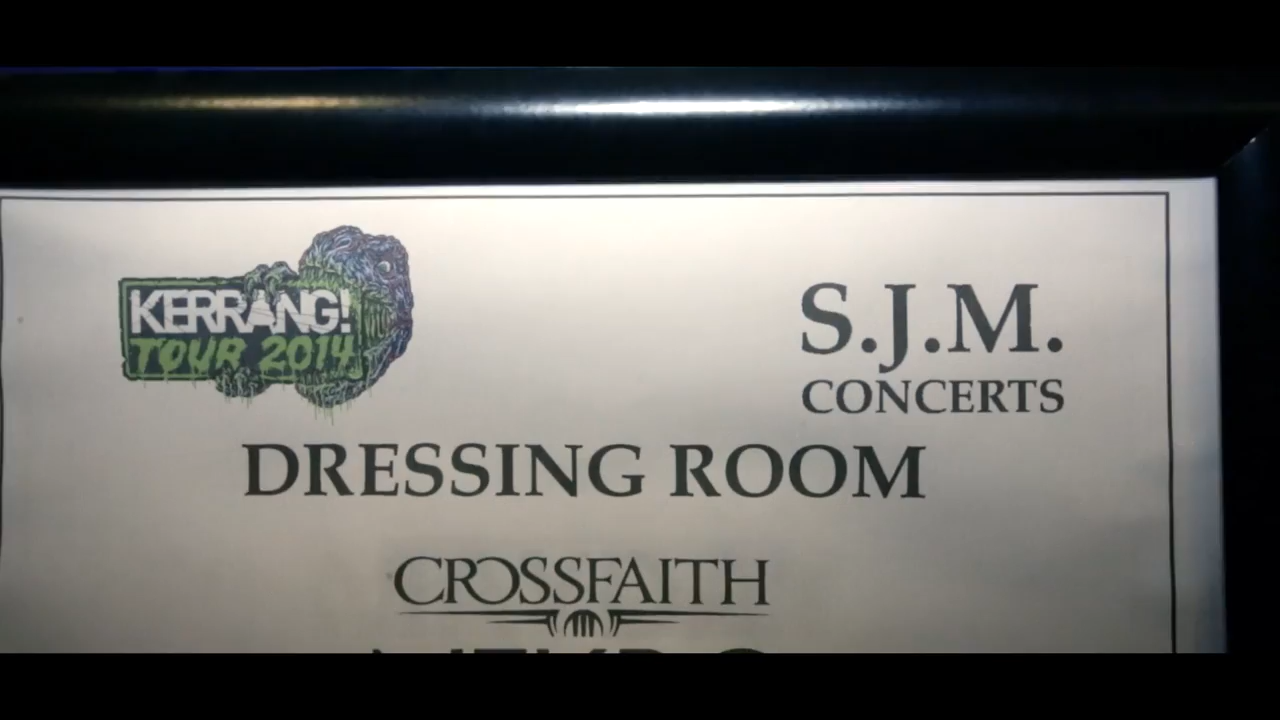 KERRANG!
TOUR 2014
S.J.M.
CONCERTS
DRESSING ROOM
CROSSFAITH